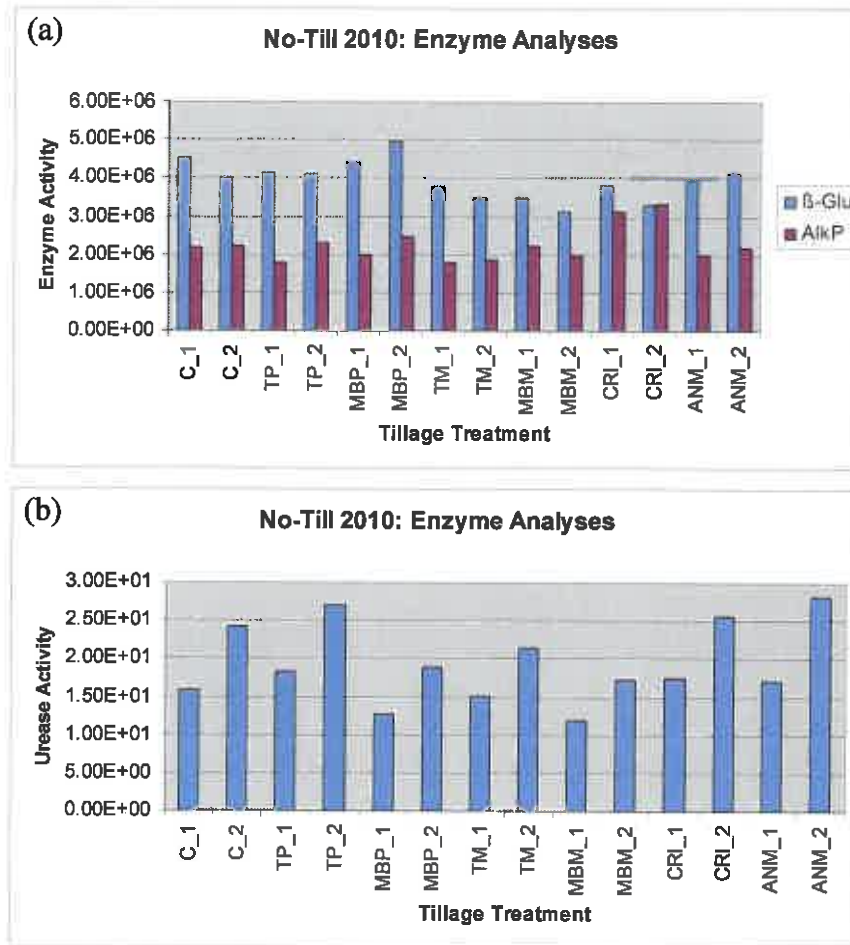 (a)
No-Till 2010: Enzyme Analyses
Enzyme Activity
6.00E+06
5.00E+06
4.00E+06
3.00E+06
2.00E+06
1.00E+06
0.00E+00
C_1
C_2
TP_1
TP_2
MBP_1
MBP_2
TM_1
TM_2
MBM_1
MBM_2
CRI_1
CRI_2
ANM_1
ANM_2
Tillage Treatment
ß-Glu
AlkP
(b)
No-Till 2010: Enzyme Analyses
Urease Activity
3.00E+01
2.50E+01
2.00E+01
1.50E+01
1.00E+01
5.00E+00
0.00E+00
C_1
C_2
TP_1
TP_2
MBP_1
MBP_2
TM_1
TM_2
MBM_1
MBM_2
CRI_1
CRI_2
ANM_1
ANM_2
Tillage Treatment